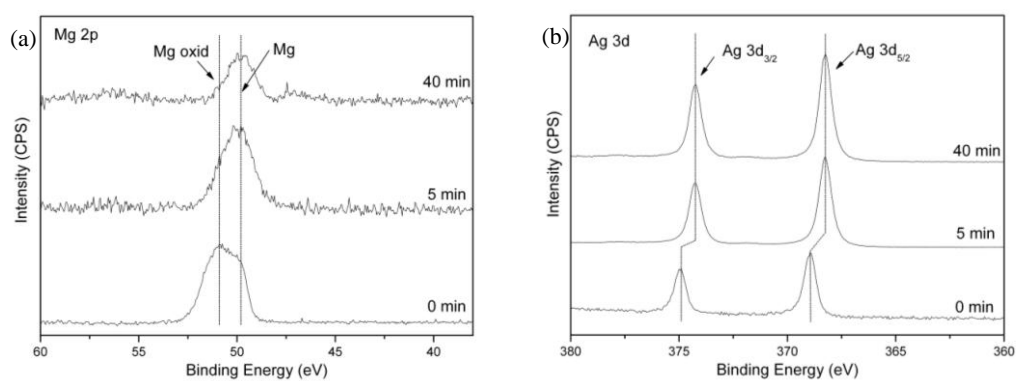 (a)
Mg 2p
Mg oxid
Mg
40 min
5 min
0 min
Intensity (CPS)
60 55 50 45 40
Binding Energy (eV)
(b)
Ag 3d
Ag 3d3/2
Ag 3d5/2
40 min
5 min
0 min
Intensity (CPS)
380 375 370 365 360
Binding Energy (eV)